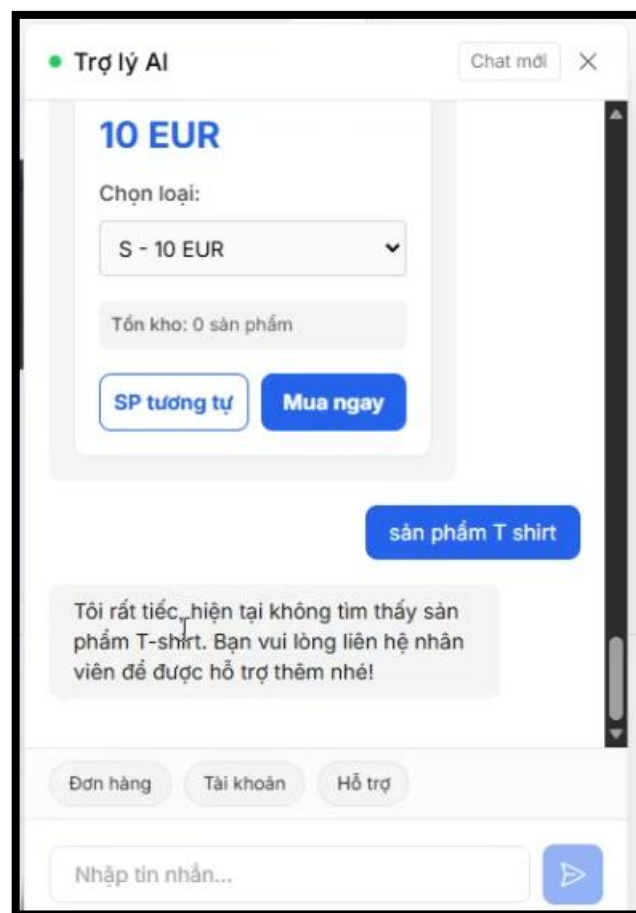 Trợ lý AI
Chat mới
10 EUR
Chọn loại:
S - 10 EUR
Tồn kho: 0 sản phẩm
SP tương tự
Mua ngay
sản phẩm T shirt
Tôi rất tiếc, hiện tại không tìm thấy sản
phẩm T-shirt. Bạn vui lòng liên hệ nhân
viên để được hỗ trợ thêm nhé!
Đơn hàng
Tài khoản
Hỗ trợ
Nhập tin nhắn...